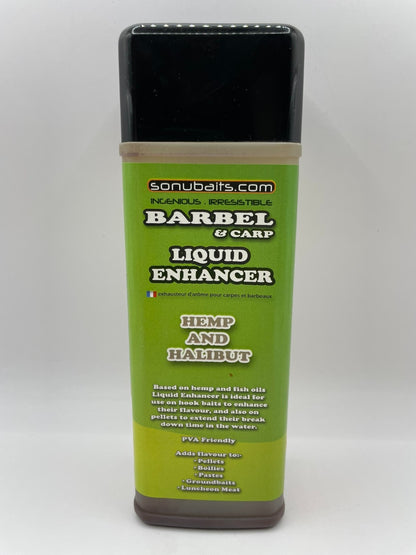 sonubaits.com
INGENIOUS . IRRESISTIBLE
BARBEL
& CARP
LIQUID
ENHANCER
exhausteur d'arôme pour carpes et barbeaux
HEMP
AND
HALIBUT
Based on hemp and fish oils
Liquid Enhancer is ideal for
use on hook baits to enhance
their flavour, and also on
pellets to extend their break
down time in the water.
PVA Friendly
Adds flavour to:-
- Pellets
- Boilies
- Pastes
- Groundbaits
- Luncheon Meat